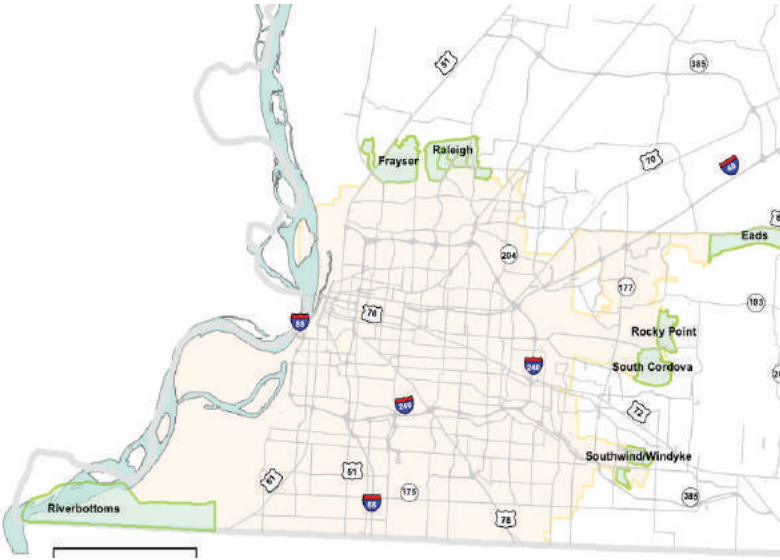 51
385
Frayser
Raleigh
70
40
Eads
204
177
193
76
55
Rocky Point
South Cordova
240
240
72
Southwind/Windyke
61
51
175
55
78
385
Riverbottoms